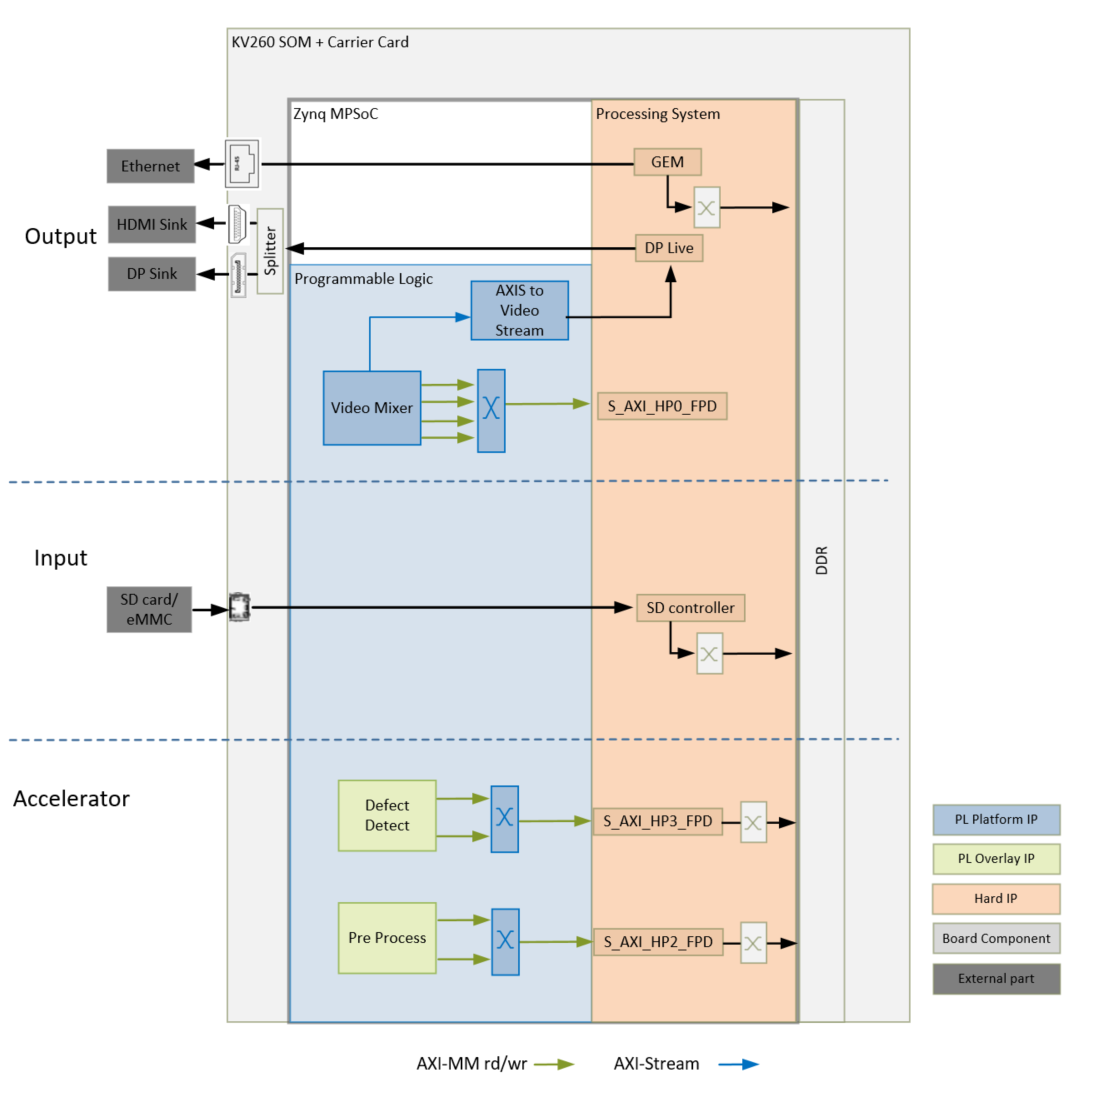 KV260 SOM + Carrier Card
Zynq MPSoC
Processing System
Ethernet
RJ-45
GEM
HDMI Sink
Output
Splitter
DP Live
DP Sink
Programmable Logic
AXIS to
Video
Stream
Video Mixer
S_AXI_HP0_FPD
Input
DDR
SD card/
eMMC
SD controller
Accelerator
Defect
Detect
S_AXI_HP3_FPD
Pre Process
S_AXI_HP2_FPD
PL Platform IP
PL Overlay IP
Hard IP
Board Component
External part
AXI-MM rd/wr
AXI-Stream